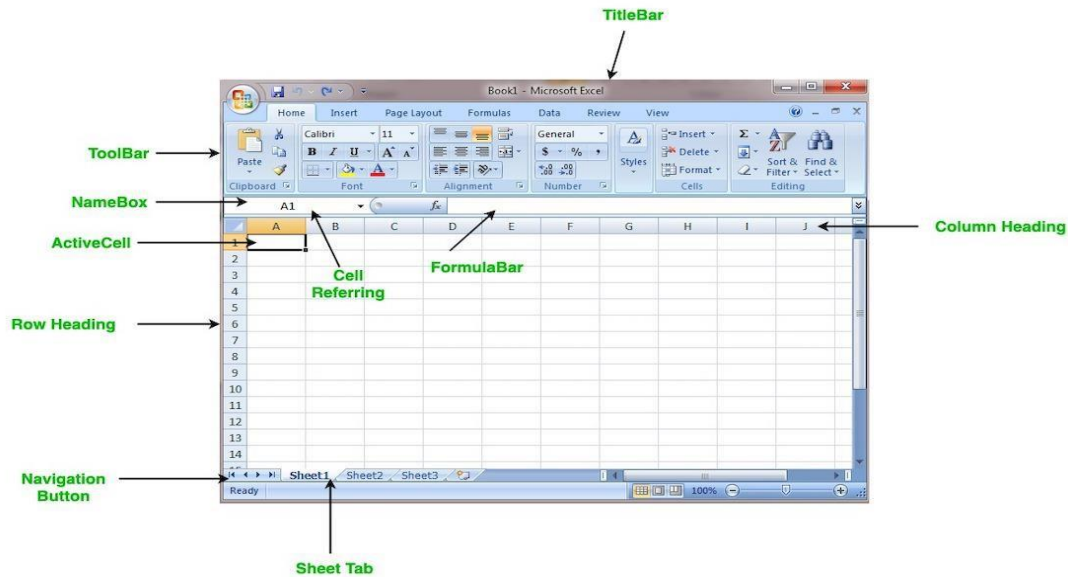 TitleBar
Book1 - Microsoft Excel
Home Insert Page Layout Formulas Data Review View
Calibri 11 General Insert Σ
ToolBar
B I U A A $ % , Delete
Paste Styles Sort & Find &
A .00 .0 Format Filter Select
Clipboard Font Alignment Number Cells Editing
NameBox
A1 fx
A B C D E F G H I J
Column Heading
ActiveCell
1
2
FormulaBar
3
Cell
4
Referring
5
Row Heading
6
7
8
9
10
11
12
13
14
Navigation
Button
Sheet1 Sheet2 Sheet3
Ready 100%
Sheet Tab